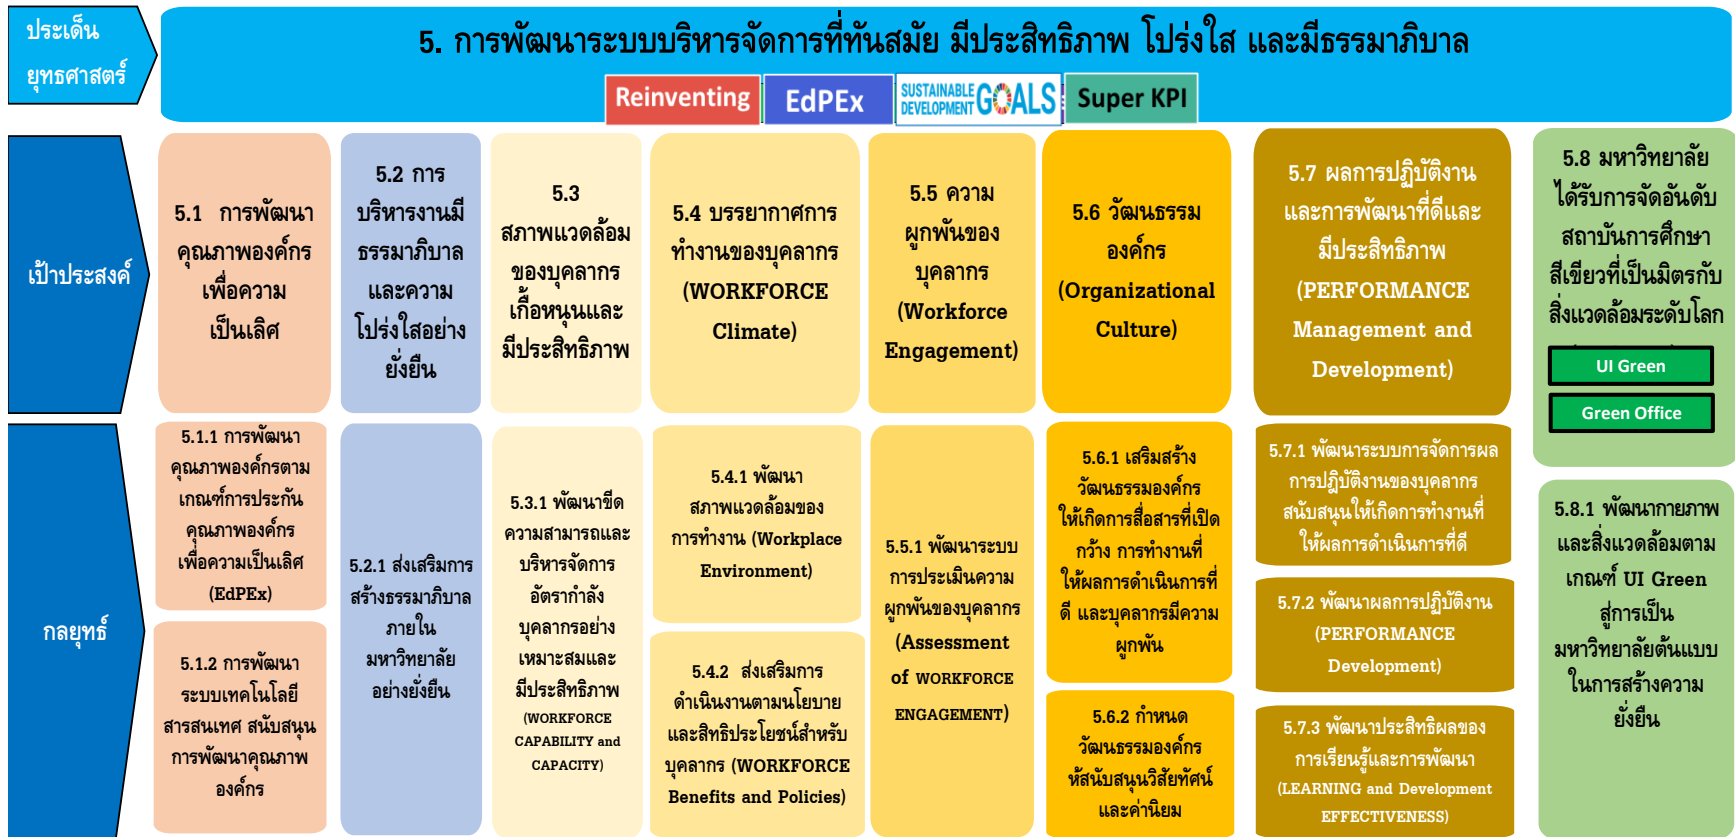 ประเด็น
ยุทธศาสตร์
5. การพัฒนาระบบบริหารจัดการที่ทันสมัย มีประสิทธิภาพ โปร่งใส และมีธรรมาภิบาล
Reinventing
EdPEx
SUSTAINABLE
DEVELOPMENT GOALS
Super KPI
เป้าประสงค์
5.1 การพัฒนา
คุณภาพองค์กร
เพื่อความ
เป็นเลิศ
5.2 การ
บริหารงานมี
ธรรมาภิบาล
และความ
โปร่งใสอย่าง
ยั่งยืน
5.3
สภาพแวดล้อม
ของบุคลากร
เกื้อหนุนและ
มีประสิทธิภาพ
5.4 บรรยากาศการ
ทำงานของบุคลากร
(WORKFORCE
Climate)
5.5 ความ
ผูกพันของ
บุคลากร
(Workforce
Engagement)
5.6 วัฒนธรรม
องค์กร
(Organizational
Culture)
5.7 ผลการปฏิบัติงาน
และการพัฒนาที่ดีและ
มีประสิทธิภาพ
(PERFORMANCE
Management and
Development)
5.8 มหาวิทยาลัย
ได้รับการจัดอันดับ
สถาบันการศึกษา
สีเขียวที่เป็นมิตรกับ
สิ่งแวดล้อมระดับโลก
UI Green
Green Office
กลยุทธ์
5.1.1 การพัฒนา
คุณภาพองค์กรตาม
เกณฑ์การประกัน
คุณภาพองค์กร
เพื่อความเป็นเลิศ
(EdPEx)
5.1.2 การพัฒนา
ระบบเทคโนโลยี
สารสนเทศ สนับสนุน
การพัฒนาคุณภาพ
องค์กร
5.2.1 ส่งเสริมการ
สร้างธรรมาภิบาล
ภายใน
มหาวิทยาลัย
อย่างยั่งยืน
5.3.1 พัฒนาขีด
ความสามารถและ
บริหารจัดการ
อัตรากำลัง
บุคลากรอย่าง
เหมาะสมและ
มีประสิทธิภาพ
(WORKFORCE
CAPABILITY and
CAPACITY)
5.4.1 พัฒนา
สภาพแวดล้อมของ
การทำงาน (Workplace
Environment)
5.4.2 ส่งเสริมการ
ดำเนินงานตามนโยบาย
และสิทธิประโยชน์สำหรับ
บุคลากร (WORKFORCE
Benefits and Policies)
5.5.1 พัฒนาระบบ
การประเมินความ
ผูกพันของบุคลากร
(Assessment
of WORKFORCE
ENGAGEMENT)
5.6.1 เสริมสร้าง
วัฒนธรรมองค์กร
ให้เกิดการสื่อสารที่เปิด
กว้าง การทำงานที่
ให้ผลการดำเนินการที่
ดี และบุคลากรมีความ
ผูกพัน
5.6.2 กำหนด
วัฒนธรรมองค์กร
ห้สนับสนุนวิสัยทัศน์
และค่านิยม
5.7.1 พัฒนาระบบการจัดการผล
การปฏิบัติงานของบุคลากร
สนับสนุนให้เกิดการทำงานที่
ให้ผลการดำเนินการที่ดี
5.7.2 พัฒนาผลการปฏิบัติงาน
(PERFORMANCE
Development)
5.7.3 พัฒนาประสิทธิผลของ
การเรียนรู้และการพัฒนา
(LEARNING and Development
EFFECTIVENESS)
5.8.1 พัฒนากายภาพ
และสิ่งแวดล้อมตาม
เกณฑ์ UI Green
สู่การเป็น
มหาวิทยาลัยต้นแบบ
ในการสร้างความ
ยั่งยืน